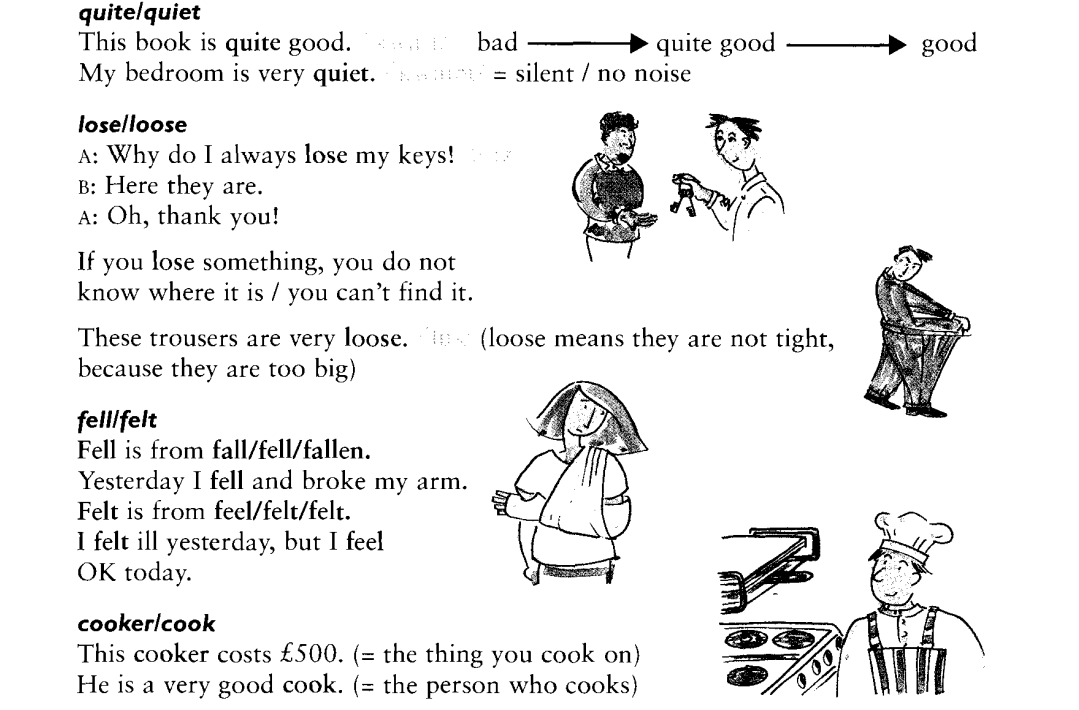 quite/quiet
This book is quite good. bad quite good good
My bedroom is very quiet. = silent / no noise
lose/loose
A: Why do I always lose my keys!
B: Here they are.
A: Oh, thank you!
If you lose something, you do not
know where it is / you can't find it.
These trousers are very loose. (loose means they are not tight,
because they are too big)
fell/felt
Fell is from fall/fell/fallen.
Yesterday I fell and broke my arm.
Felt is from feel/felt/felt.
I felt ill yesterday, but I feel
OK today.
cooker/cook
This cooker costs £500. (= the thing you cook on)
He is a very good cook. (= the person who cooks)